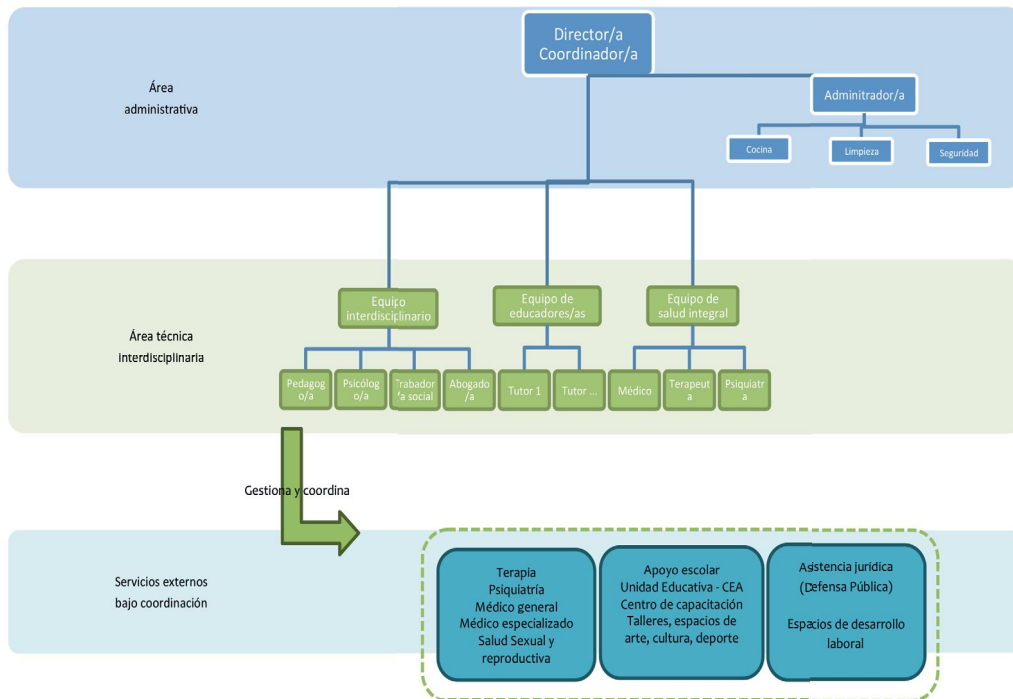 Director/a
Coordinador/a
Área
administrativa
Adminitrador/a
Cocina
Limpieza
Seguridad
Equipo
interdisciplinario
Equipo de
educadores/as
Equipo de
salud integral
Área técnica
interdisciplinaria
Pedagog
o/a
Psicólog
o/a
Trabador
/a social
Abogado
/a
Tutor 1
Tutor ...
Médico
Terapeut
a
Psiquiatr
a
Gestiona y coordina
Servicios externos
bajo coordinación
Terapia
Psiquiatría
Médico general
Médico especializado
Salud Sexual y
reproductiva
Apoyo escolar
Unidad Educativa - CEA
Centro de capacitación
Talleres, espacios de
arte, cultura, deporte
Asistencia jurídica
(Defensa Pública)
Espacios de desarrollo
laboral